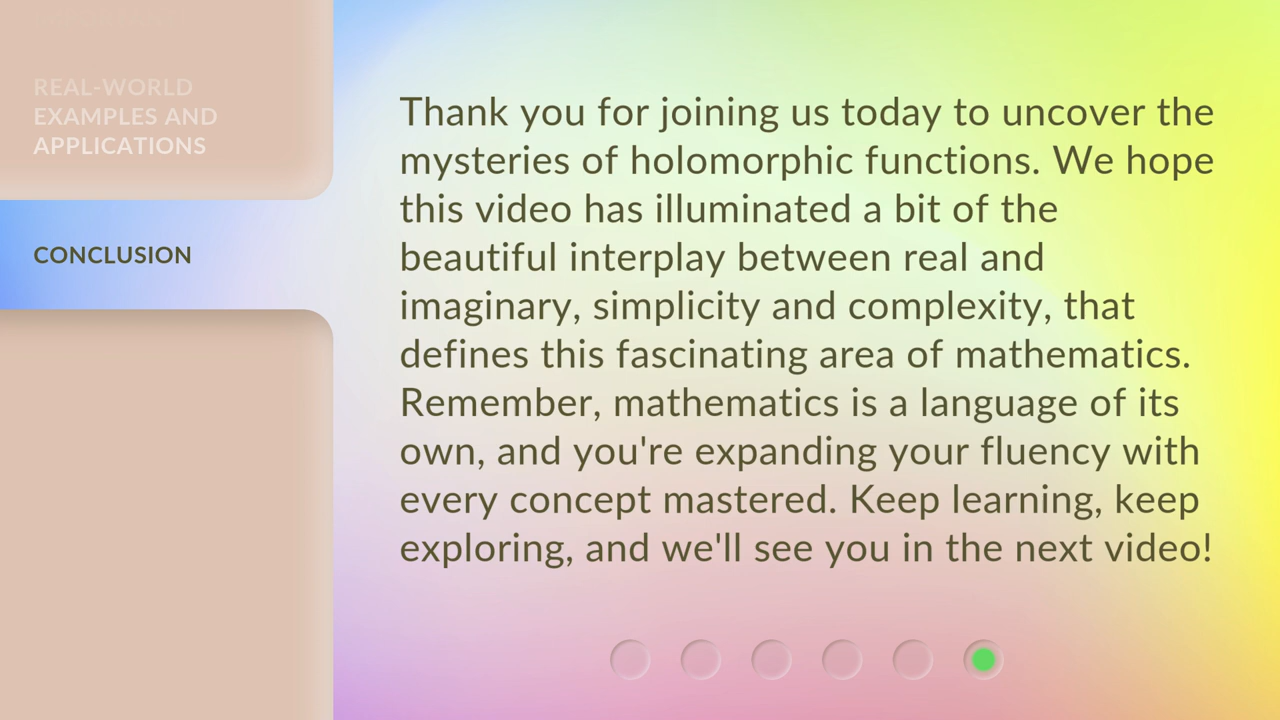 REAL-WORLD
EXAMPLES AND
APPLICATIONS
CONCLUSION
Thank you for joining us today to uncover the
mysteries of holomorphic functions. We hope
this video has illuminated a bit of the
beautiful interplay between real and
imaginary, simplicity and complexity, that
defines this fascinating area of mathematics.
Remember, mathematics is a language of its
own, and you're expanding your fluency with
every concept mastered. Keep learning, keep
exploring, and we'll see you in the next video!